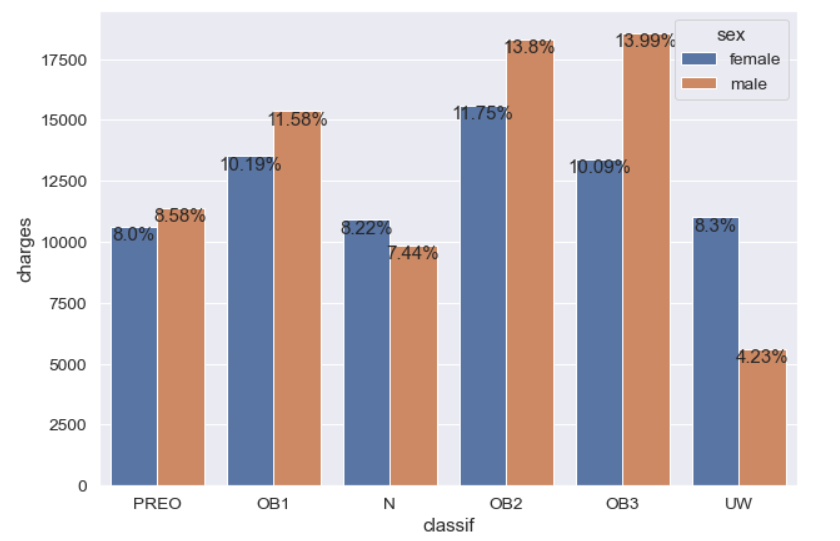 sex
female
male
17500
15000
12500
10000
7500
5000
2500
0
charges
8.0%
8.58%
10.19%
11.58%
8.22%
7.44%
11.75%
13.8%
10.09%
13.99%
8.3%
4.23%
PREO
OB1
N
OB2
OB3
UW
classif